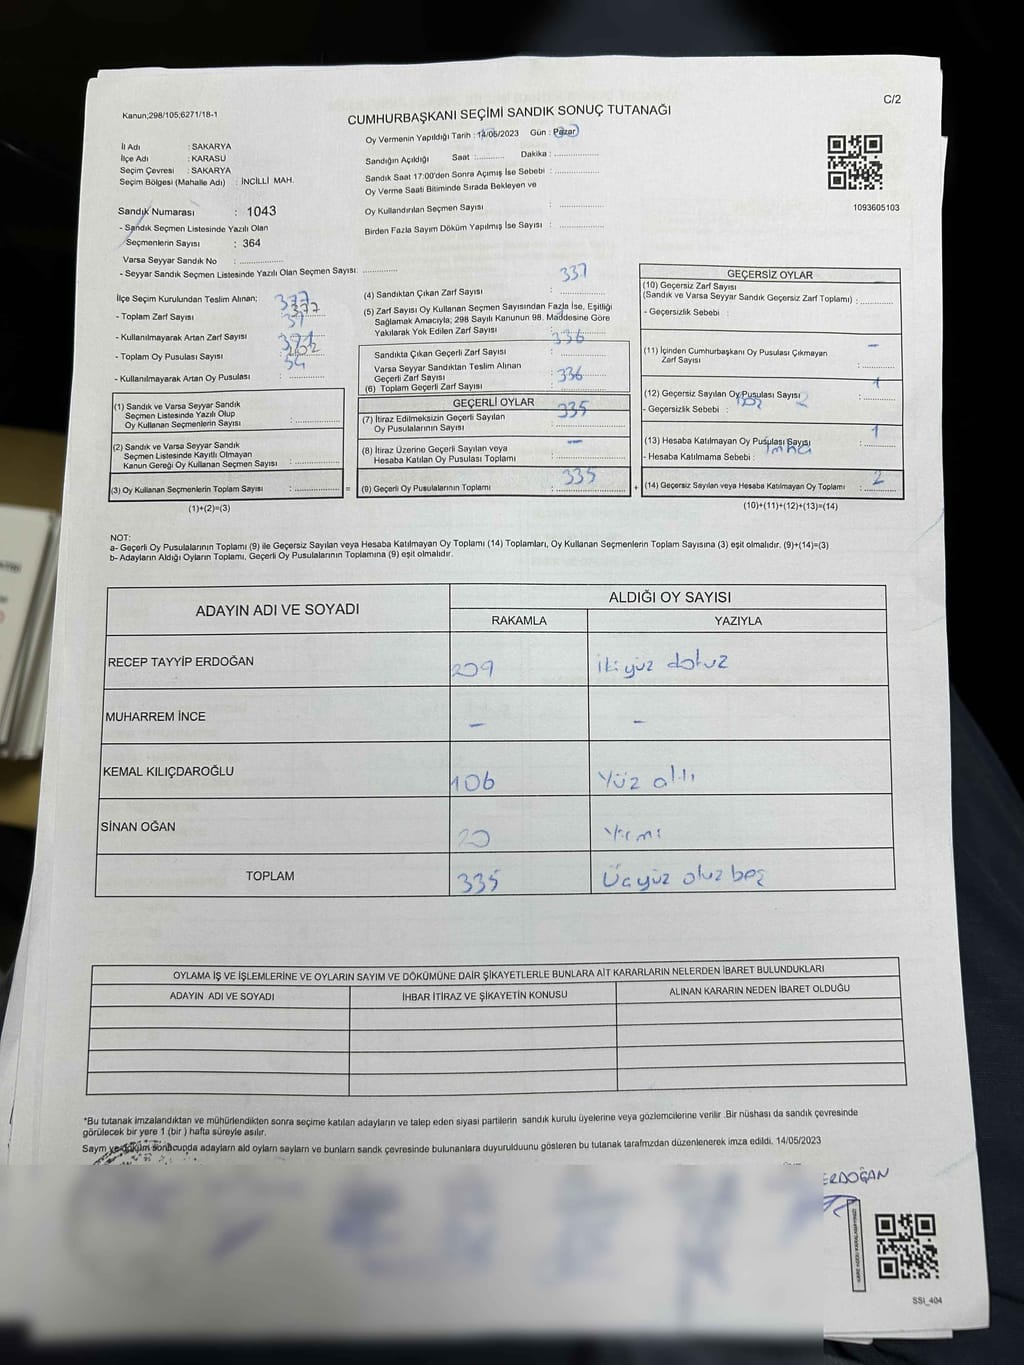 C/2
Kanun;298/105,6271/18-1
CUMHURBAŞKANI SEÇİMİ SANDIK SONUÇ TUTANAĞI
Oy Vermenin Yapıldığı Tarih : 14/05/2023 Gün : Pazar
İl Adı : SAKARYA
İlçe Adı : KARASU
Seçim Çevresi : SAKARYA
Seçim Bölgesi (Mahalle Adı) : İNCİLLİ MAH.
Sandık Numarası : 1043
- Sandık Seçmen Listesinde Yazılı Olan
Seçmenlerin Sayısı : 364
Varsa Seyyar Sandık No :
- Seyyar Sandık Seçmen Listesinde Yazılı Olan Seçmen Sayısı:
Sandığın Açıldığı Saat : Dakika :
Sandık Saat 17:00'den Sonra Açımış İse Sebebi :
Oy Verme Saati Bitiminde Sırada Bekleyen ve
Oy Kullandırılan Seçmen Sayısı :
Birden Fazla Sayım Döküm Yapılmış İse Sayısı :
1093605103
İlçe Seçim Kurulundan Teslim Alınan;
- Toplam Zarf Sayısı : 377
- Kullanılmayarak Artan Zarf Sayısı
- Toplam Oy Pusulası Sayısı
- Kullanılmayarak Artan Oy Pusulası :
(1) Sandık ve Varsa Seyyar Sandık
Seçmen Listesinde Yazılı Olup
Oy Kullanan Seçmenlerin Sayısı :
(2) Sandık ve Varsa Seyyar Sandık
Seçmen Listesinde Kayıtlı Olmayan
Kanun Gereği Oy Kullanan Seçmen Sayısı :
(3) Oy Kullanan Seçmenlerin Toplam Sayısı : =
(1)+(2)=(3)
337
(4) Sandıktan Çıkan Zarf Sayısı :
(5) Zarf Sayısı Oy Kullanan Seçmen Sayısından Fazla İse, Eşitliği
Sağlamak Amacıyla; 298 Sayılı Kanunun 98. Maddesine Göre
Yakılarak Yok Edilen Zarf Sayısı :
336
Sandıkta Çıkan Geçerli Zarf Sayısı :
Varsa Seyyar Sandıktan Teslim Alınan
Geçerli Zarf Sayısı : 336
(6) Toplam Geçerli Zarf Sayısı :
GEÇERLİ OYLAR
335
(7) İtiraz Edilmeksizin Geçerli Sayılan
Oy Pusulalarının Sayısı :
(8) İtiraz Üzerine Geçerli Sayılan veya : -
Hesaba Katılan Oy Pusulası Toplamı
(9) Geçerli Oy Pusulalarının Toplamı : 335 +
GEÇERSİZ OYLAR
(10) Geçersiz Zarf Sayısı
(Sandık ve Varsa Seyyar Sandık Geçersiz Zarf Toplamı) :
- Geçersizlik Sebebi :
(11) İçinden Cumhurbaşkanı Oy Pusulası Çıkmayan : -
Zarf Sayısı
1
(12) Geçersiz Sayılan Oy Pusulası Sayısı :
- Geçersizlik Sebebi :
(13) Hesaba Katılmayan Oy Pusulası Sayısı : 1
- Hesaba Katılmama Sebebi : imha
(14) Geçersiz Sayılan veya Hesaba Katılmayan Oy Toplamı : 2
(10)+(11)+(12)+(13)=(14)
NOT:
a- Geçerli Oy Pusulalarının Toplamı (9) ile Geçersiz Sayılan veya Hesaba Katılmayan Oy Toplamı (14) Toplamları, Oy Kullanan Seçmenlerin Toplam Sayısına (3) eşit olmalıdır. (9)+(14)=(3)
b- Adayların Aldığı Oyların Toplamı, Geçerli Oy Pusulalarının Toplamına (9) eşit olmalıdır.
ADAYIN ADI VE SOYADI
ALDIĞI OY SAYISI
RAKAMLA YAZIYLA
RECEP TAYYİP ERDOĞAN 209 iki yüz dokuz
MUHARREM İNCE - -
KEMAL KILIÇDAROĞLU 106 Yüz altı
SİNAN OĞAN 20 Yirmi
TOPLAM 335 Üçyüz otuz beş
OYLAMA İŞ VE İŞLEMLERİNE VE OYLARIN SAYIM VE DÖKÜMÜNE DAİR ŞİKAYETLERLE BUNLARA AİT KARARLARIN NELERDEN İBARET BULUNDUKLARI
ADAYIN ADI VE SOYADI İHBAR İTİRAZ VE ŞİKAYETİN KONUSU ALINAN KARARIN NEDEN İBARET OLDUĞU
*Bu tutanak imzalandıktan ve mühürlendikten sonra seçime katılan adayların ve talep eden siyasi partilerin sandık kurulu üyelerine veya gözlemcilerine verilir .Bir nüshası da sandık çevresinde
görülecek bir yere 1 (bir ) hafta süreyle asılır.
Saym ve döküm sonucunda adayların ald oyların sayları ve bunların sandk çevresinde bulunanlara duyurulduunu gösteren bu tutanak tarafmzdan düzenlenerek imza edildi. 14/05/2023
ERDOĞAN
SSI_404